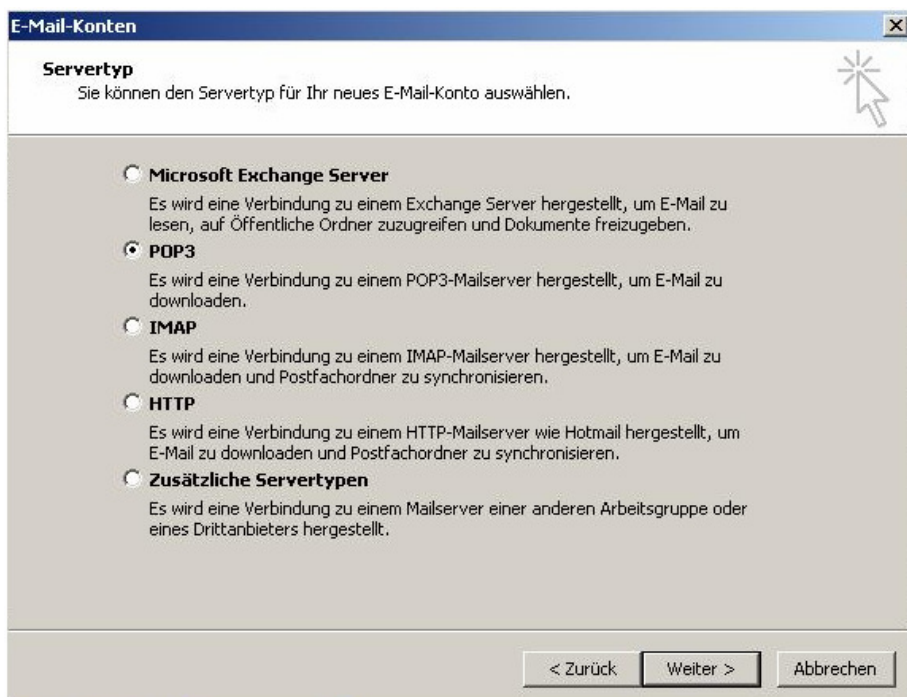 E-Mail-Konten
Servertyp
Sie können den Servertyp für Ihr neues E-Mail-Konto auswählen.
Microsoft Exchange Server
Es wird eine Verbindung zu einem Exchange Server hergestellt, um E-Mail zu
lesen, auf Öffentliche Ordner zuzugreifen und Dokumente freizugeben.
POP3
Es wird eine Verbindung zu einem POP3-Mailserver hergestellt, um E-Mail zu
downloaden.
IMAP
Es wird eine Verbindung zu einem IMAP-Mailserver hergestellt, um E-Mail zu
downloaden und Postfachordner zu synchronisieren.
HTTP
Es wird eine Verbindung zu einem HTTP-Mailserver wie Hotmail hergestellt, um
E-Mail zu downloaden und Postfachordner zu synchronisieren.
Zusätzliche Servertypen
Es wird eine Verbindung zu einem Mailserver einer anderen Arbeitsgruppe oder
eines Drittanbieters hergestellt.
< Zurück Weiter > Abbrechen